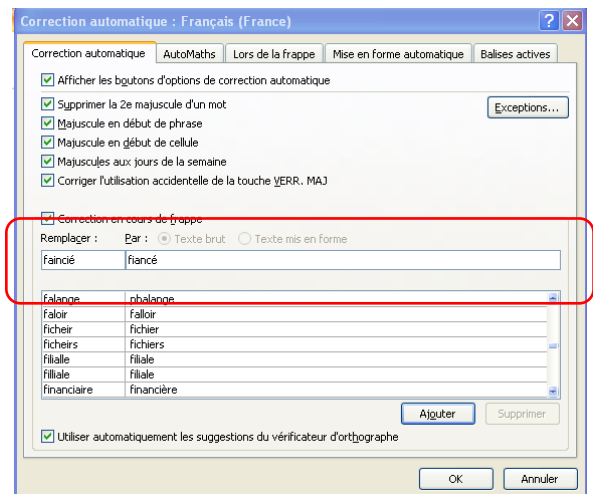 Correction automatique : Français (France)
Correction automatique AutoMaths Lors de la frappe Mise en forme automatique Balises actives
Afficher les boutons d'options de correction automatique
Supprimer la 2e majuscule d'un mot Exceptions...
Majuscule en début de phrase
Majuscule en début de cellule
Majuscules aux jours de la semaine
Corriger l'utilisation accidentelle de la touche VERR. MAJ
Correction en cours de frappe
Remplacer : Par : Texte brut Texte mis en forme
faincié fiancé
falange phalange
faloir falloir
ficheir fichier
ficheirs fichiers
filialle filiale
filliale filiale
financiaire financière
Ajouter Supprimer
Utiliser automatiquement les suggestions du vérificateur d'orthographe
OK Annuler